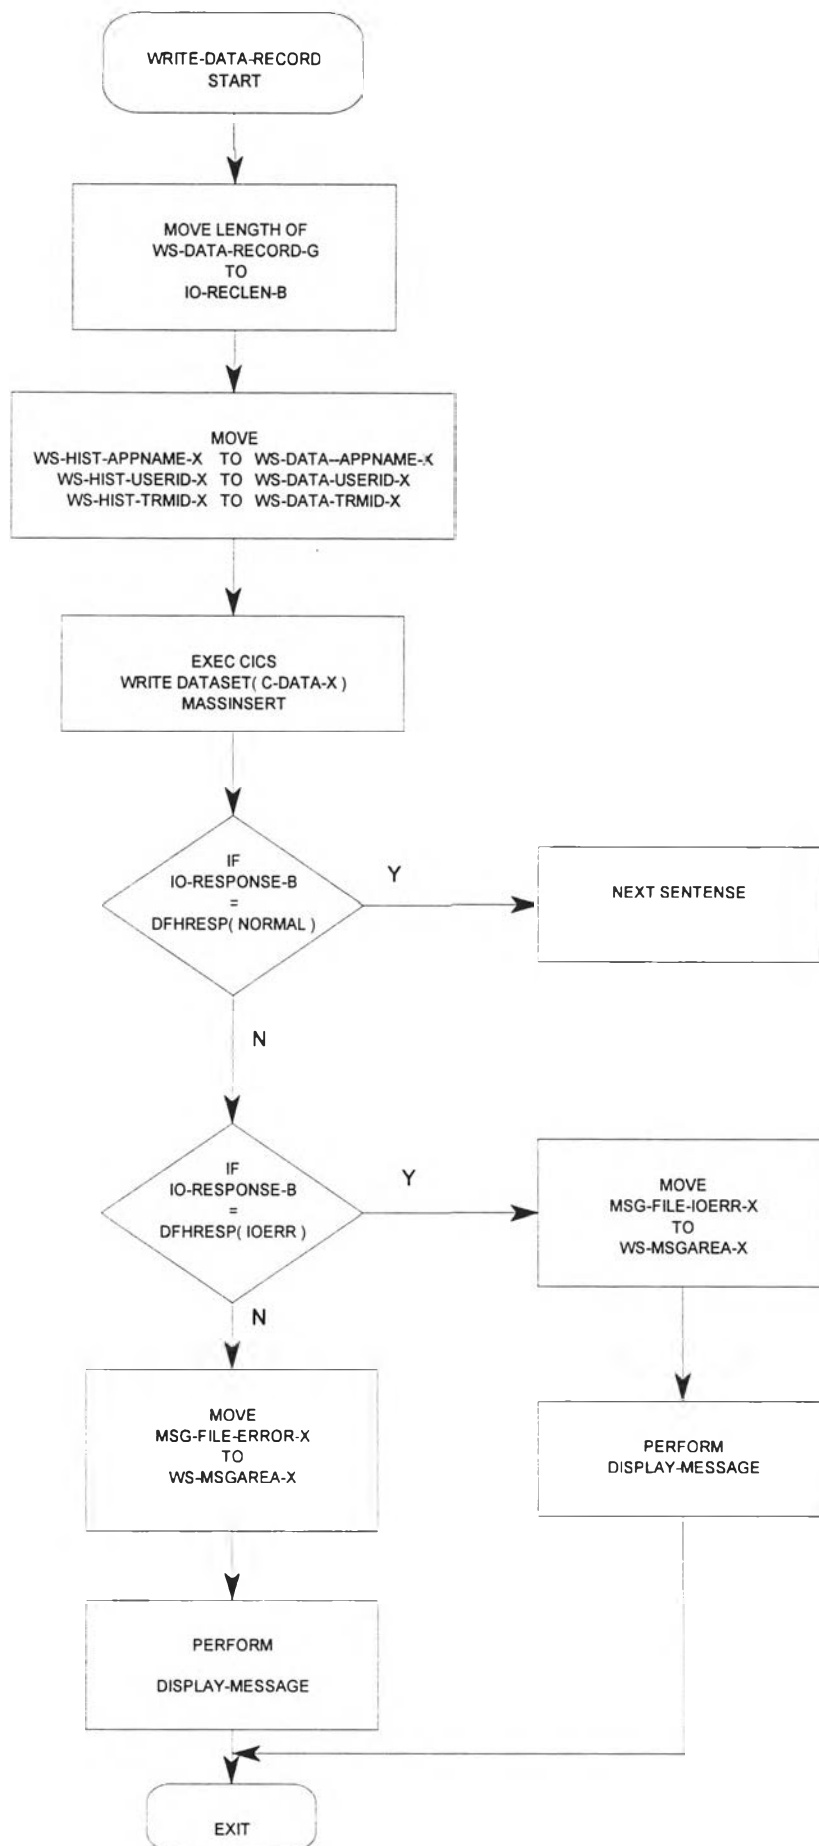 WRITE-DATA-RECORD
START
MOVE LENGTH OF
WS-DATA-RECORD-G
TO
IO-RECLEN-B
MOVE
WS-HIST-APPNAME-X TO WS-DATA--APPNAME-X
WS-HIST-USERID-X TO WS-DATA-USERID-X
WS-HIST-TRMID-X TO WS-DATA-TRMID-X
EXEC CICS
WRITE DATASET( C-DATA-X )
MASSINSERT
IF
IO-RESPONSE-B
=
DFHRESP( NORMAL )
Y
NEXT SENTENSE
N
IF
IO-RESPONSE-B
=
DFHRESP( IOERR )
Y
MOVE
MSG-FILE-IOERR-X
TO
WS-MSGAREA-X
N
MOVE
MSG-FILE-ERROR-X
TO
WS-MSGAREA-X
PERFORM
DISPLAY-MESSAGE
PERFORM
DISPLAY-MESSAGE
EXIT